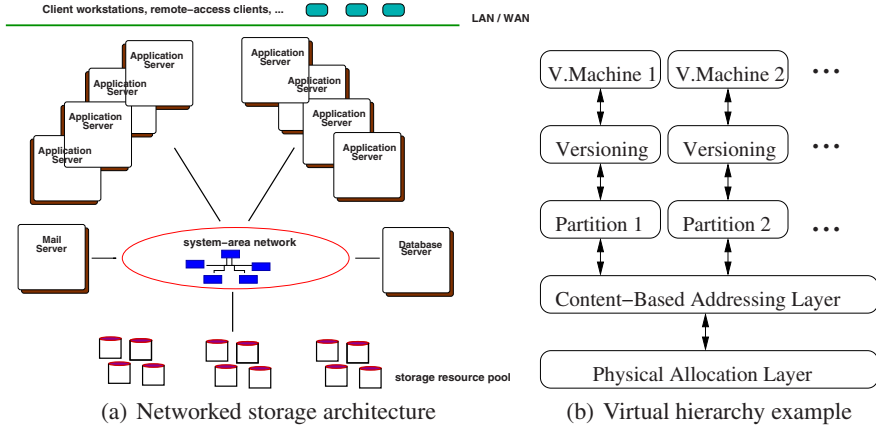 Client workstations, remote-access clients, ...
LAN / WAN
Application
Server
Application
Server
Application
Server
Application
Server
Application
Server
Application
Server
Application
Server
Application
Server
Mail
Server
system-area network
Database
Server
storage resource pool
(a) Networked storage architecture
V.Machine 1
V.Machine 2
...
Versioning
Versioning
...
Partition 1
Partition 2
...
Content-Based Addressing Layer
Physical Allocation Layer
(b) Virtual hierarchy example